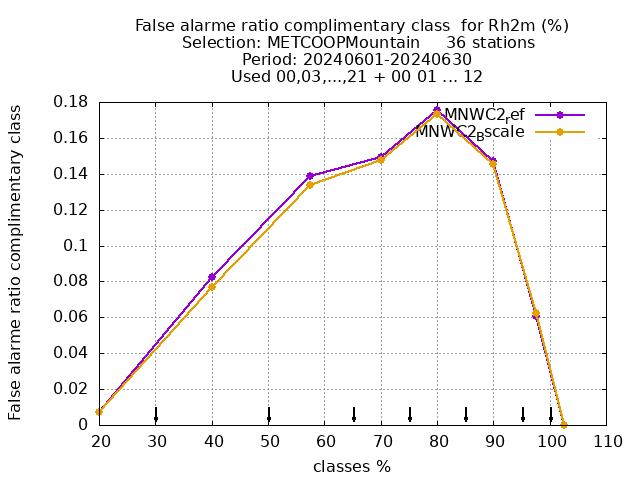 False alarme ratio complimentary class  for Rh2m (%)
Selection: METCOOPMountain     36 stations
Period: 20240601-20240630
Used 00,03,...,21 + 00 01 ... 12
MNWC2ref
MNWC2Bscale
False alarme ratio complimentary class
0.18
0.16
0.14
0.12
0.1
0.08
0.06
0.04
0.02
0
20 30 40 50 60 70 80 90 100 110
classes %